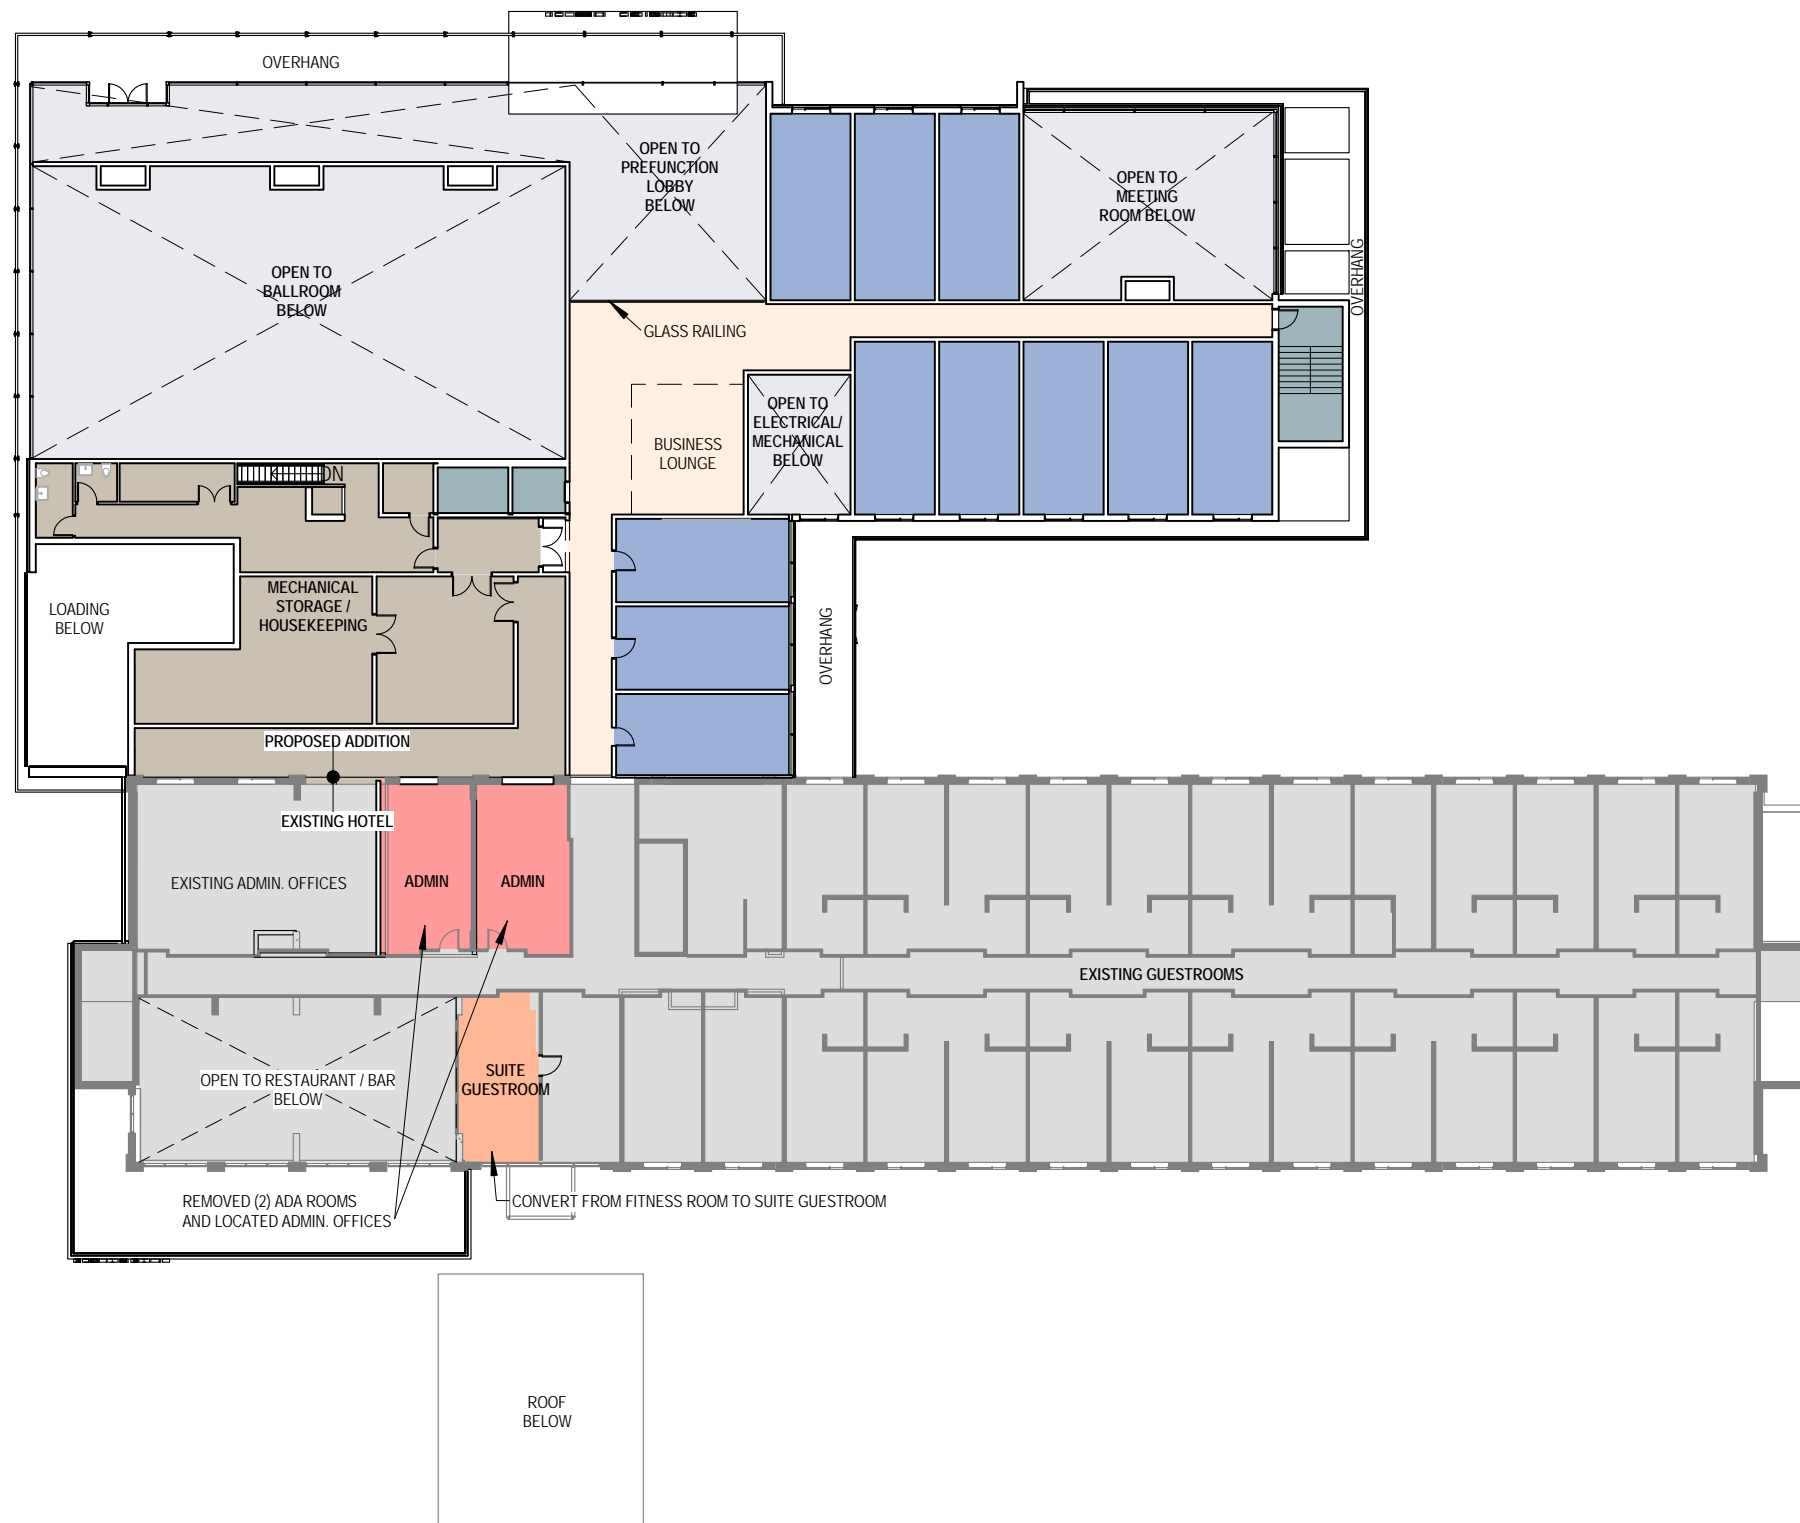 OVERHANG
OPEN TO
PREFUNCTION
LOBBY
BELOW
OPEN TO
MEETING
ROOM BELOW
OVERHANG
OPEN TO
BALLROOM
BELOW
GLASS RAILING
OPEN TO
ELECTRICAL/
MECHANICAL
BELOW
BUSINESS
LOUNGE
DN
MECHANICAL
STORAGE /
HOUSEKEEPING
LOADING
BELOW
OVERHANG
PROPOSED ADDITION
EXISTING HOTEL
EXISTING ADMIN. OFFICES
ADMIN
ADMIN
EXISTING GUESTROOMS
OPEN TO RESTAURANT / BAR
BELOW
SUITE
GUESTROOM
REMOVED (2) ADA ROOMS
AND LOCATED ADMIN. OFFICES
CONVERT FROM FITNESS ROOM TO SUITE GUESTROOM
ROOF
BELOW